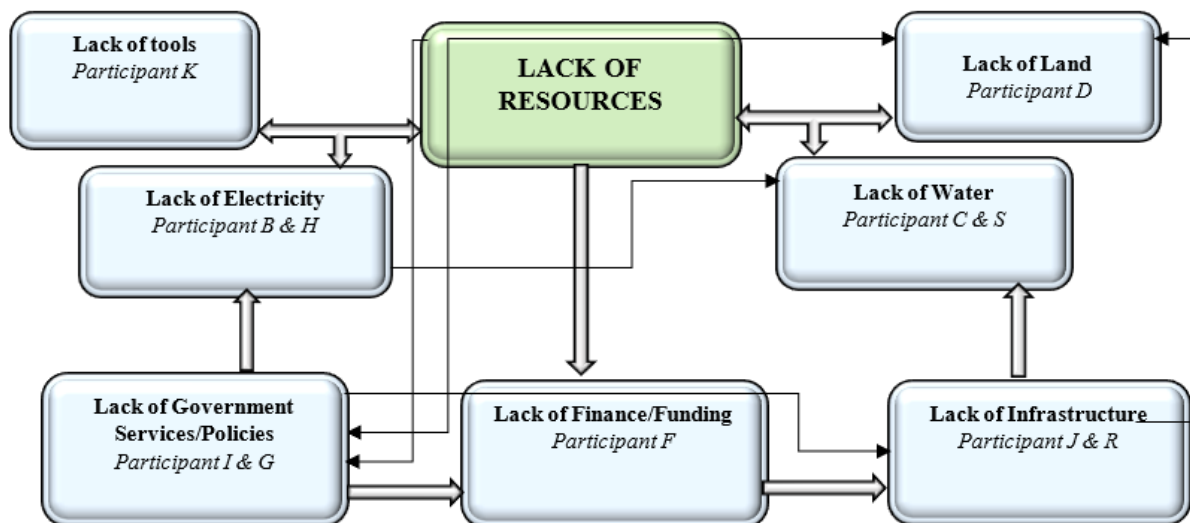 Lack of tools
Participant K
LACK OF
RESOURCES
Lack of Land
Participant D
Lack of Electricity
Participant B & H
Lack of Water
Participant C & S
Lack of Government
Services/Policies
Participant I & G
Lack of Finance/Funding
Participant F
Lack of Infrastructure
Participant J & R